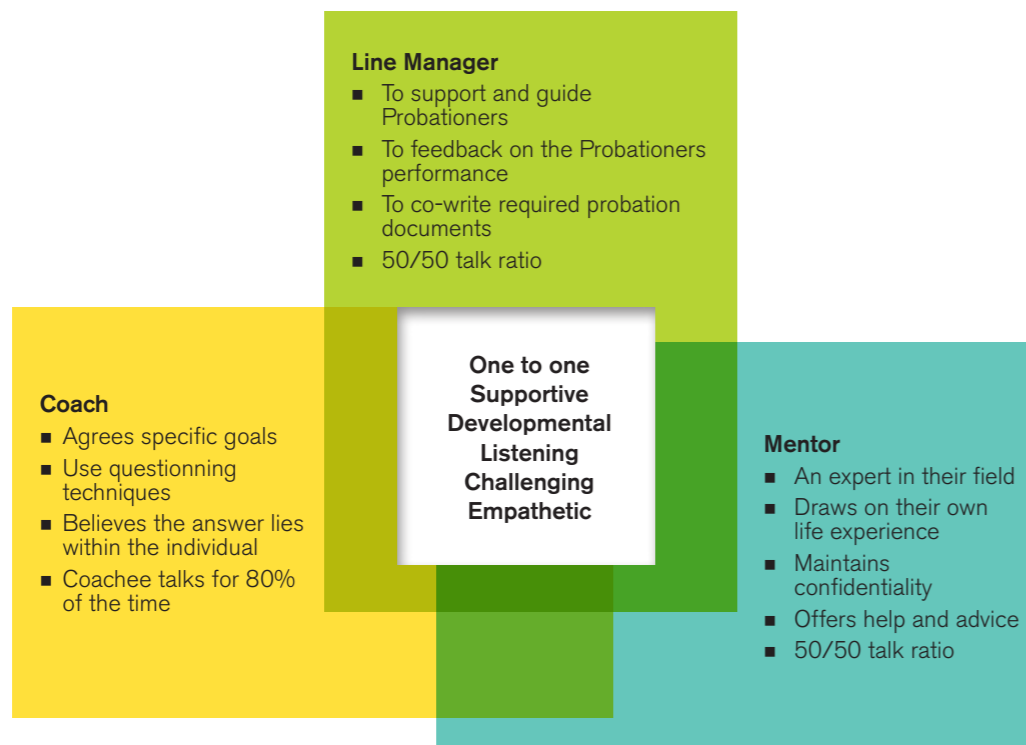 Line Manager
■ To support and guide
Probationers
■ To feedback on the Probationers
performance
■ To co-write required probation
documents
■ 50/50 talk ratio
One to one
Supportive
Developmental
Listening
Challenging
Empathetic
Coach
■ Agrees specific goals
■ Use questionning
techniques
■ Believes the answer lies
within the individual
■ Coachee talks for 80%
of the time
Mentor
■ An expert in their field
■ Draws on their own
life experience
■ Maintains
confidentiality
■ Offers help and advice
■ 50/50 talk ratio